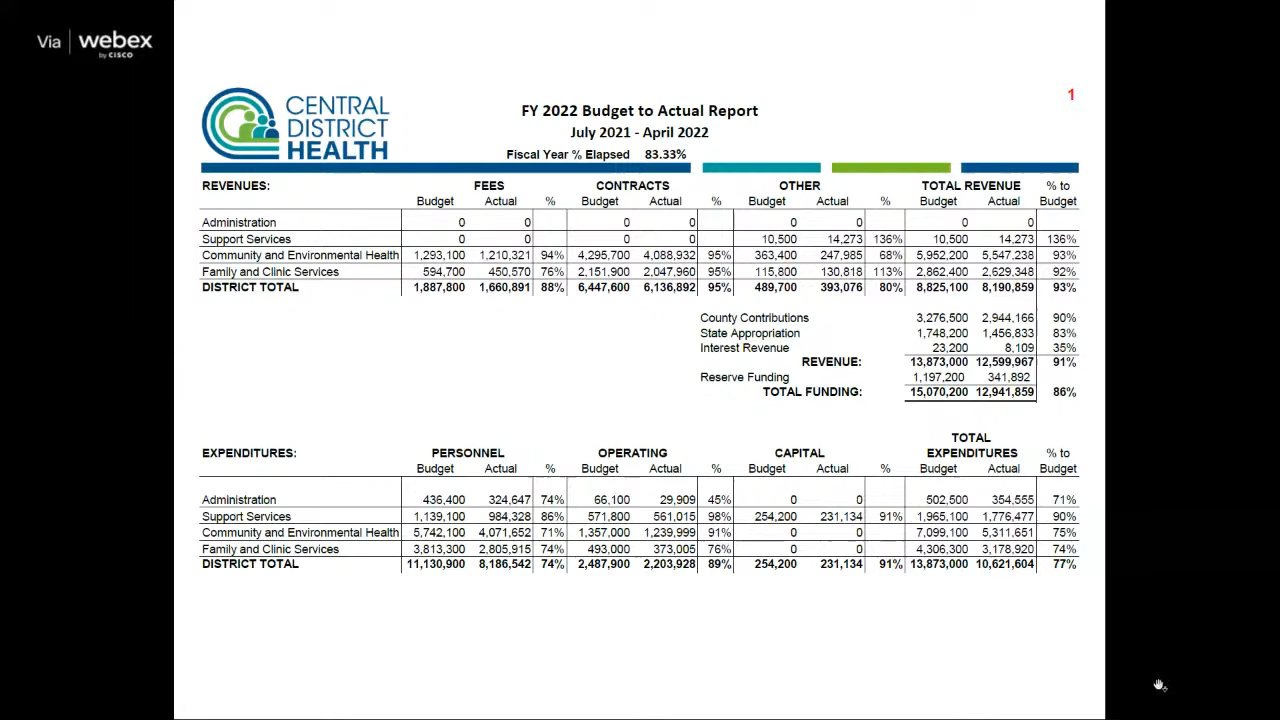 Via webex
by CISCO
1
CENTRAL
DISTRICT
HEALTH
FY 2022 Budget to Actual Report
July 2021 - April 2022
Fiscal Year % Elapsed 83.33%
REVENUES: FEES CONTRACTS OTHER TOTAL REVENUE % to
Budget Actual % Budget Actual % Budget Actual % Budget Actual Budget
Administration 0 0 0 0 0 0 0 0
Support Services 0 0 0 0 10,500 14,273 136% 10,500 14,273 136%
Community and Environmental Health 1,293,100 1,210,321 94% 4,295,700 4,088,932 95% 363,400 247,985 68% 5,952,200 5,547,238 93%
Family and Clinic Services 594,700 450,570 76% 2,151,900 2,047,960 95% 115,800 130,818 113% 2,862,400 2,629,348 92%
DISTRICT TOTAL 1,887,800 1,660,891 88% 6,447,600 6,136,892 95% 489,700 393,076 80% 8,825,100 8,190,859 93%
County Contributions 3,276,500 2,944,166 90%
State Appropriation 1,748,200 1,456,833 83%
Interest Revenue 23,200 8,109 35%
REVENUE: 13,873,000 12,599,967 91%
Reserve Funding 1,197,200 341,892
TOTAL FUNDING: 15,070,200 12,941,859 86%
TOTAL
EXPENDITURES: PERSONNEL OPERATING CAPITAL EXPENDITURES % to
Budget Actual % Budget Actual % Budget Actual % Budget Actual Budget
Administration 436,400 324,647 74% 66,100 29,909 45% 0 0 502,500 354,555 71%
Support Services 1,139,100 984,328 86% 571,800 561,015 98% 254,200 231,134 91% 1,965,100 1,776,477 90%
Community and Environmental Health 5,742,100 4,071,652 71% 1,357,000 1,239,999 91% 0 0 7,099,100 5,311,651 75%
Family and Clinic Services 3,813,300 2,805,915 74% 493,000 373,005 76% 0 0 4,306,300 3,178,920 74%
DISTRICT TOTAL 11,130,900 8,186,542 74% 2,487,900 2,203,928 89% 254,200 231,134 91% 13,873,000 10,621,604 77%